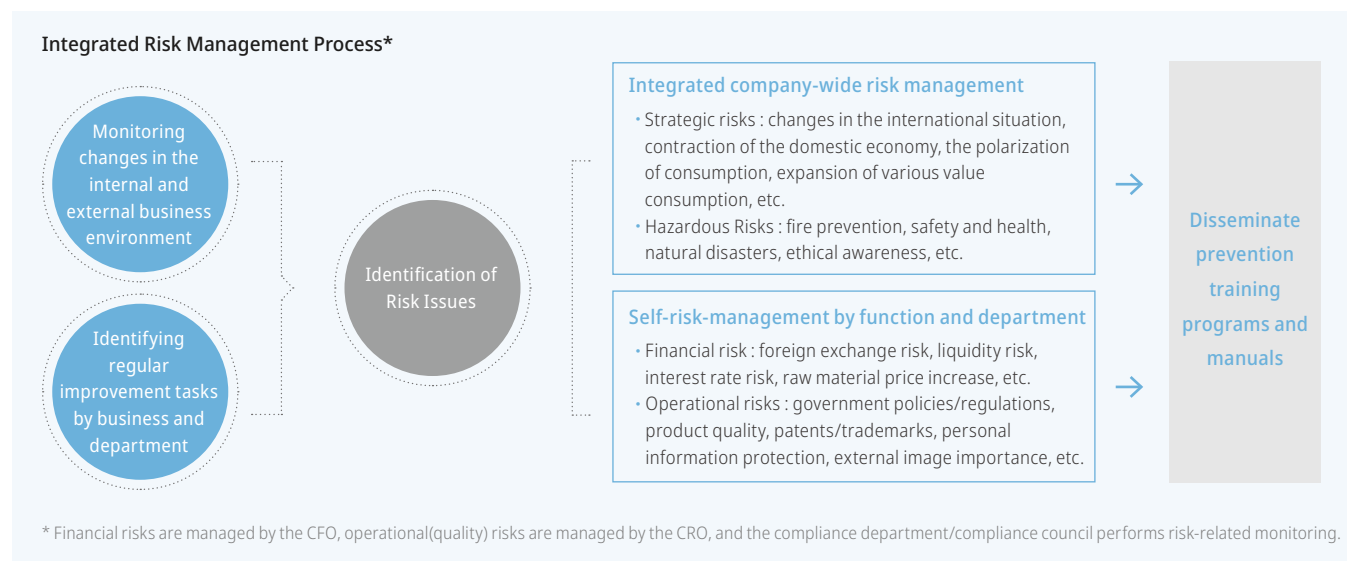 Integrated Risk Management Process*
Monitoring
changes in the
internal and
external business
environment
Identifying
regular
improvement tasks
by business and
department
Identification of
Risk Issues
Integrated company-wide risk management
• Strategic risks : changes in the international situation,
contraction of the domestic economy, the polarization
of consumption, expansion of various value
consumption, etc.
• Hazardous Risks : fire prevention, safety and health,
natural disasters, ethical awareness, etc.
Self-risk-management by function and department
• Financial risk : foreign exchange risk, liquidity risk,
interest rate risk, raw material price increase, etc.
• Operational risks : government policies/regulations,
product quality, patents/trademarks, personal
information protection, external image importance, etc.
Disseminate
prevention
training
programs and
manuals
* Financial risks are managed by the CFO, operational(quality) risks are managed by the CRO, and the compliance department/compliance council performs risk-related monitoring.